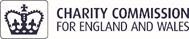 CHARITY COMMISSION
FOR ENGLAND AND WALES